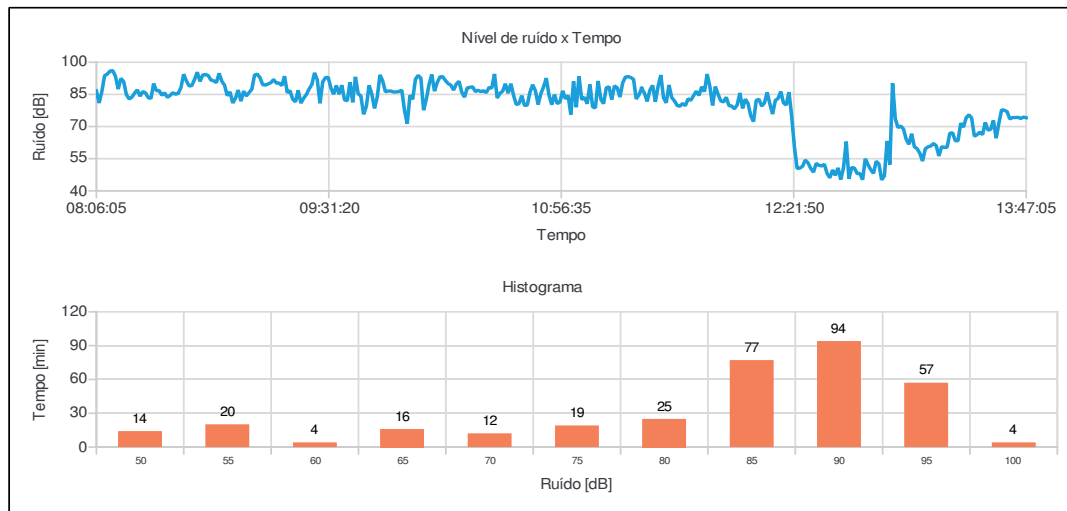 Nível de ruído x Tempo
Ruído [dB]
100
85
70
55
40
08:06:05 09:31:20 10:56:35 12:21:50 13:47:05
Tempo
Histograma
Tempo [min]
120
90
60
30
0
14 20 4 16 12 19 25 77 94 57 4
50 55 60 65 70 75 80 85 90 95 100
Ruído [dB]